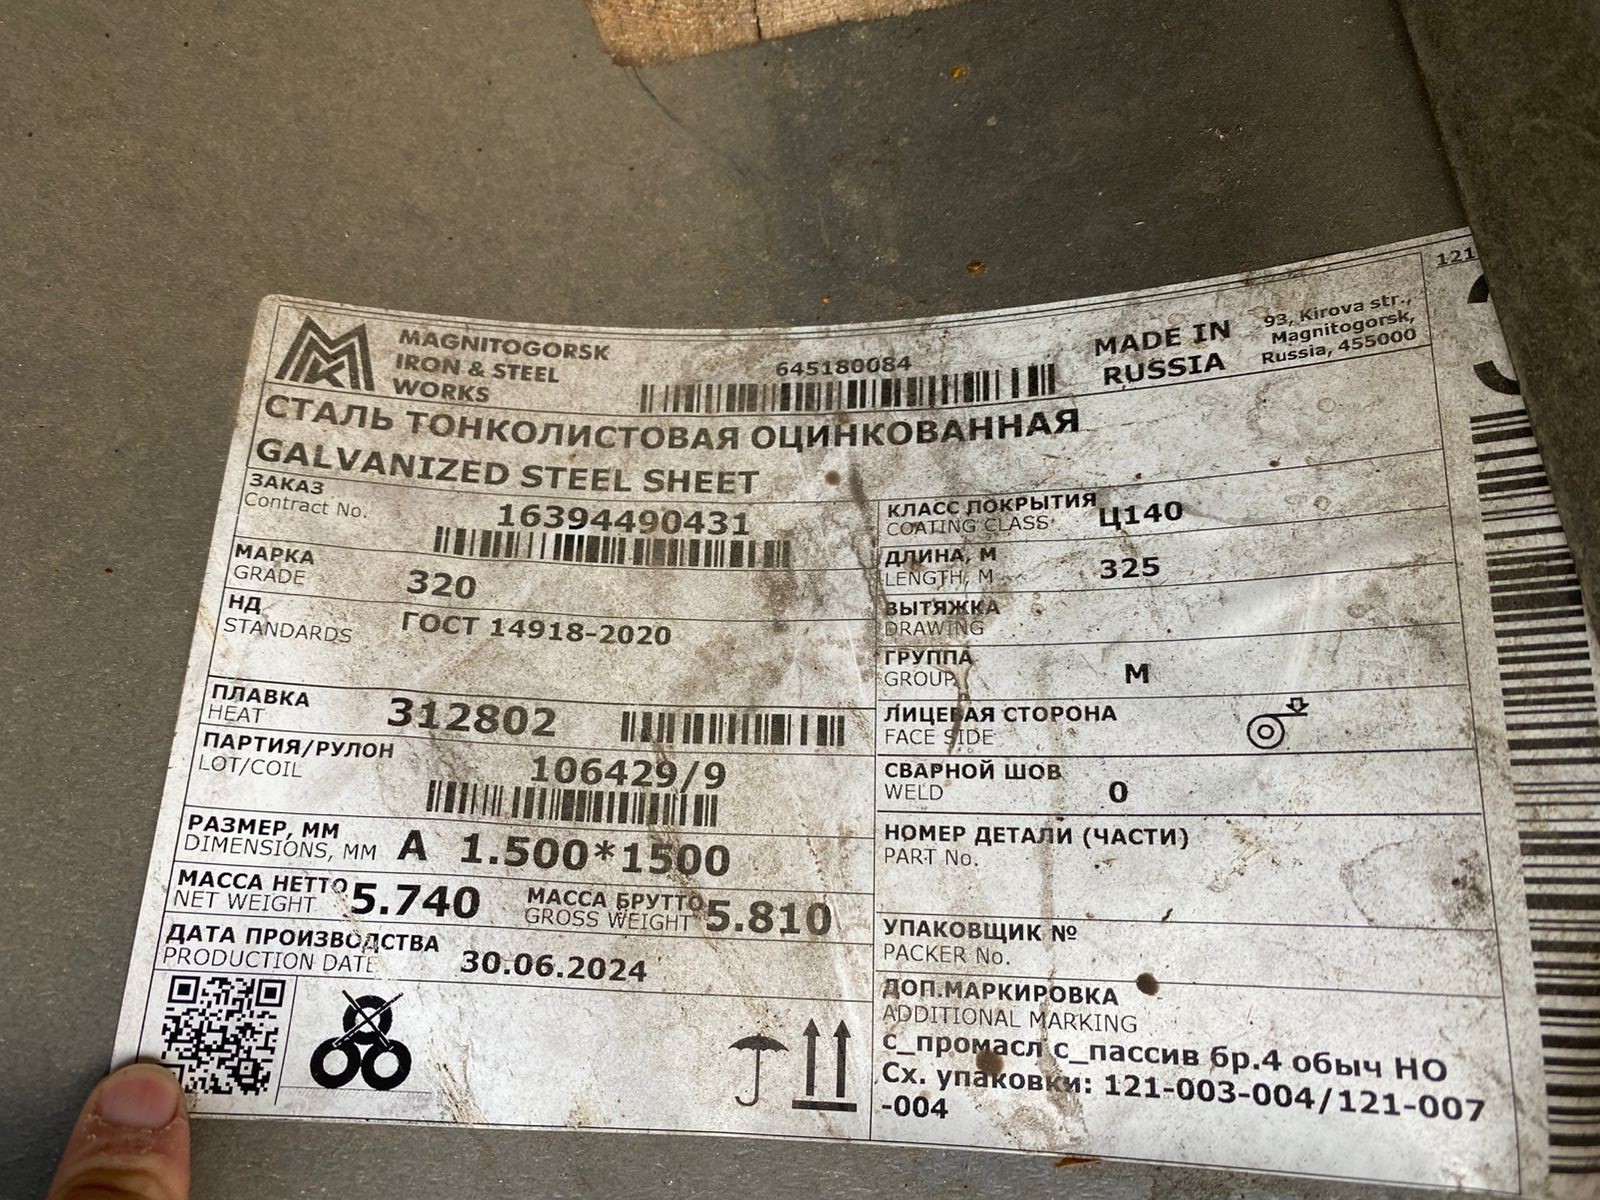 MAGNITOGORSK
IRON & STEEL
WORKS
645180084
MADE IN
RUSSIA
93, Kirova str.,
Magnitogorsk,
Russia, 455000
121
СТАЛЬ ТОНКОЛИСТОВАЯ ОЦИНКОВАННАЯ
GALVANIZED STEEL SHEET
ЗАКАЗ
Contract No.
16394490431
МАРКА
GRADE
320
НД
STANDARDS
ГОСТ 14918-2020
ПЛАВКА
HEAT
312802
ПАРТИЯ/РУЛОН
LOT/COIL
106429/9
РАЗМЕР, ММ
DIMENSIONS, MM
А 1.500*1500
МАССА НЕТТО
NET WEIGHT
5.740
МАССА БРУТТО
GROSS WEIGHT
5.810
ДАТА ПРОИЗВОДСТВА
PRODUCTION DATE
30.06.2024
КЛАСС ПОКРЫТИЯ
COATING CLASS
Ц140
ДЛИНА, М
LENGTH, M
325
ВЫТЯЖКА
DRAWING
ГРУППА
GROUP
М
ЛИЦЕВАЯ СТОРОНА
FACE SIDE
СВАРНОЙ ШОВ
WELD
0
НОМЕР ДЕТАЛИ (ЧАСТИ)
PART No.
УПАКОВЩИК №
PACKER No.
ДОП.МАРКИРОВКА
ADDITIONAL MARKING
с_промасл с_пассив бр.4 обыч НО
Сх. упаковки: 121-003-004/121-007
-004